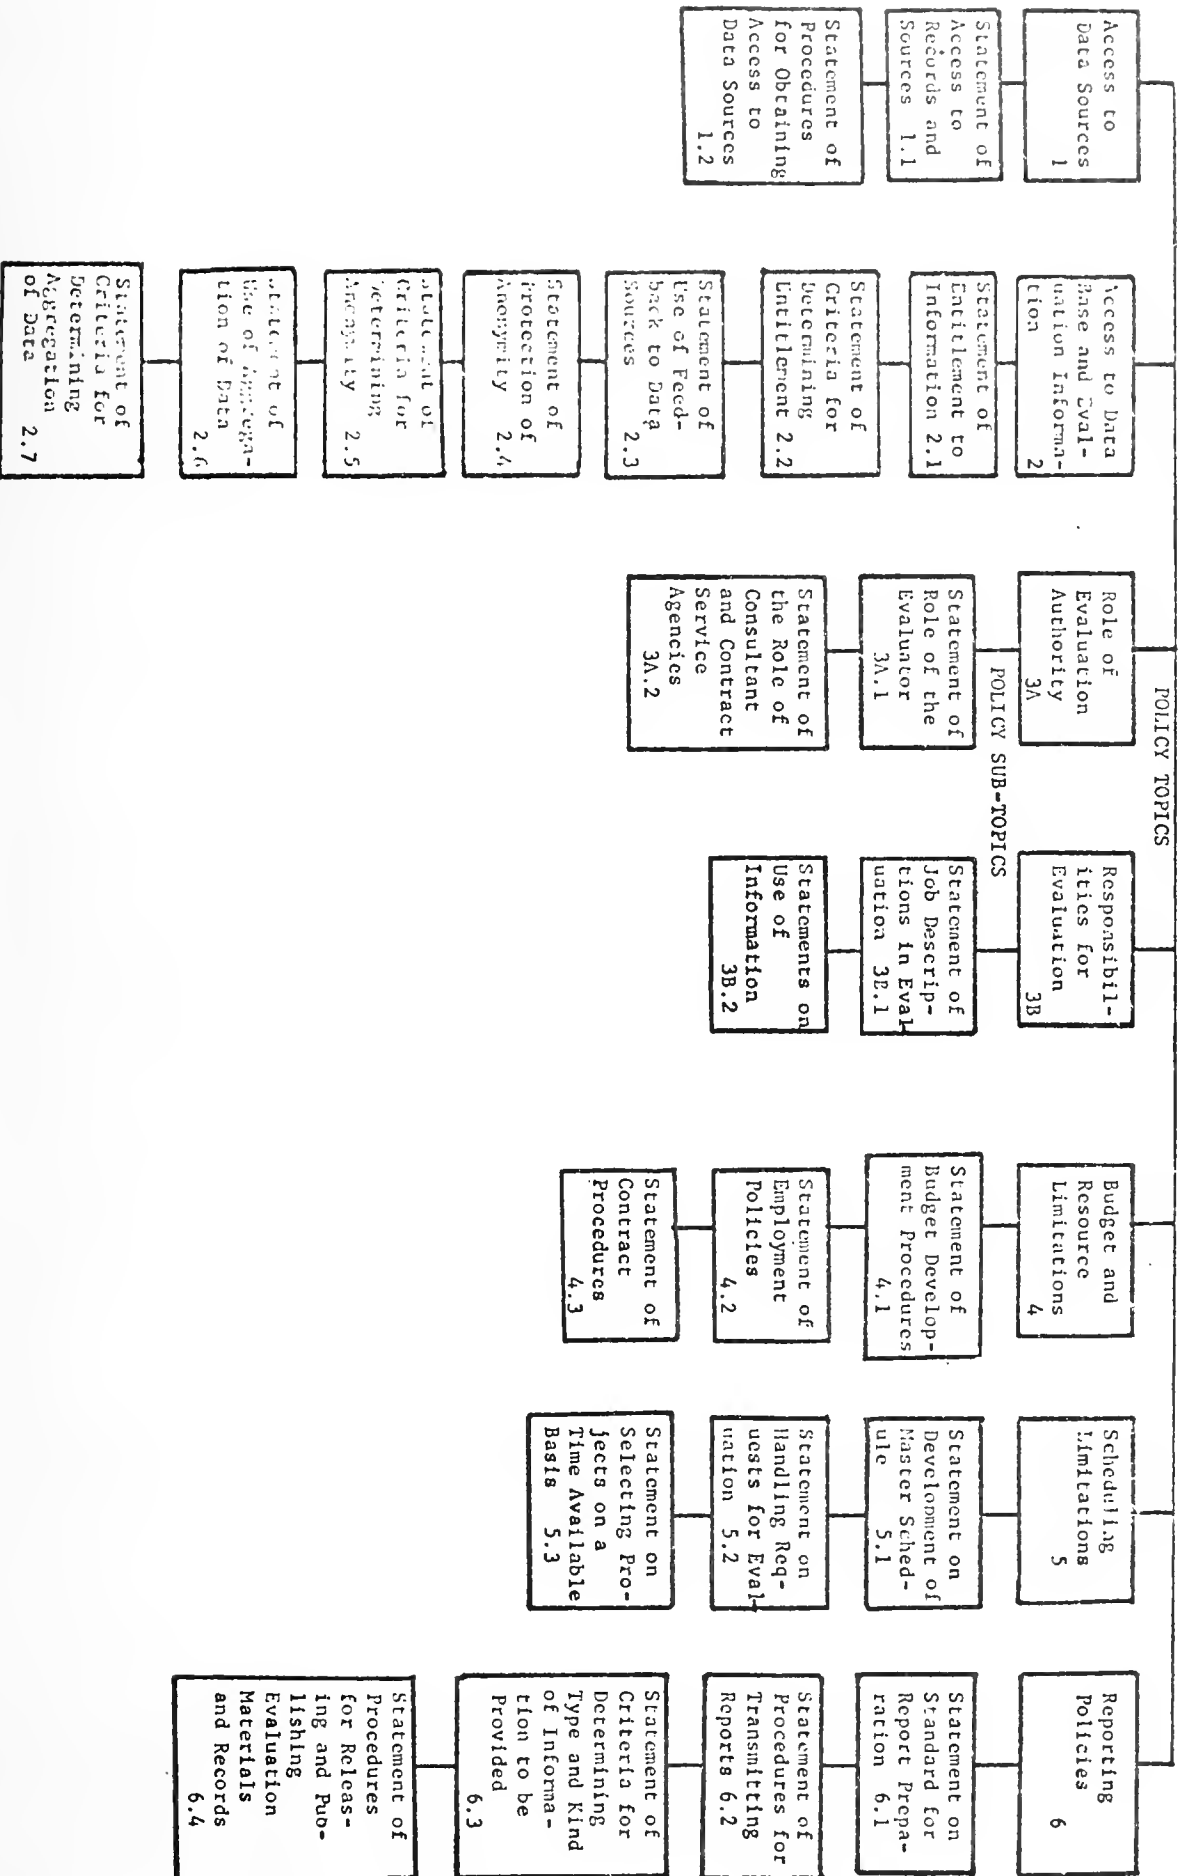 POLICY TOPICS
Access to
Data Sources
1
Statement of
Access to
Records and
Sources 1.1
Statement of
Procedures
for Obtaining
Access to
Data Sources
1.2
Access to Data
Base and Eval-
uation Informa-
tion 2
Statement of
Entitlement to
Information 2.1
Statement of
Criteria for
Determining
Entitlement 2.2
Statement of
Use of Feed-
back to Data
Sources 2.3
Statement of
Protection of
Anonymity 2.4
Statement of
Criteria for
Determining
Anonymity 2.5
Statement of
Use of Aggrega-
tion of Data
2.6
Statement of
Criteria for
Determining
Aggregation
of Data 2.7
Role of
Evaluation
Authority
3A
POLICY SUB-TOPICS
Statement of
Role of the
Evaluator
3A.1
Statement of
the Role of
Consultant
and Contract
Service
Agencies
3A.2
Responsibil-
ities for
Evaluation
3B
Statement of
Job Descrip-
tions in Eval-
uation 3B.1
Statements on
Use of
Information
3B.2
Budget and
Resource
Limitations
4
Statement of
Budget Develop-
ment Procedures
4.1
Statement of
Employment
Policies
4.2
Statement of
Contract
Procedures
4.3
Scheduling
Limitations
5
Statement on
Development of
Master Sched-
ule 5.1
Statement on
Handling Req-
uests for Eval-
uation 5.2
Statement on
Selecting Pro-
jects on a
Time Available
Basis 5.3
Reporting
Policies
6
Statement on
Standard for
Report Prepa-
ration 6.1
Statement of
Procedures for
Transmitting
Reports 6.2
Statement of
Criteria for
Determining
Type and Kind
of Informa-
tion to be
Provided
6.3
Statement of
Procedures
for Releas-
ing and Pub-
lishing
Evaluation
Materials
and Records
6.4